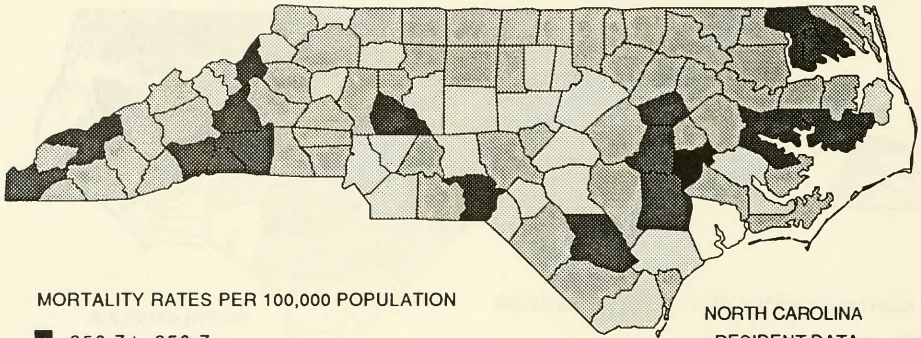 MORTALITY RATES PER 100,000 POPULATION
NORTH CAROLINA
RESIDENT DATA